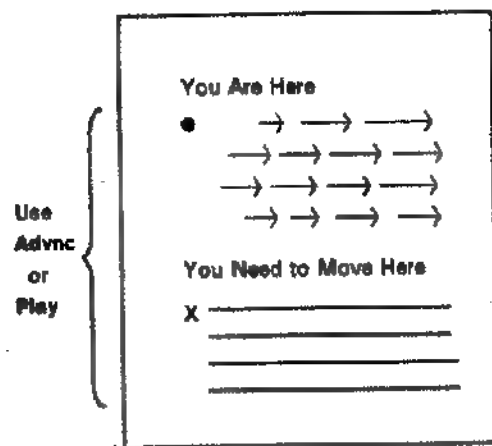 You Are Here
Use
Advnc
or
Play
You Need to Move Here
X